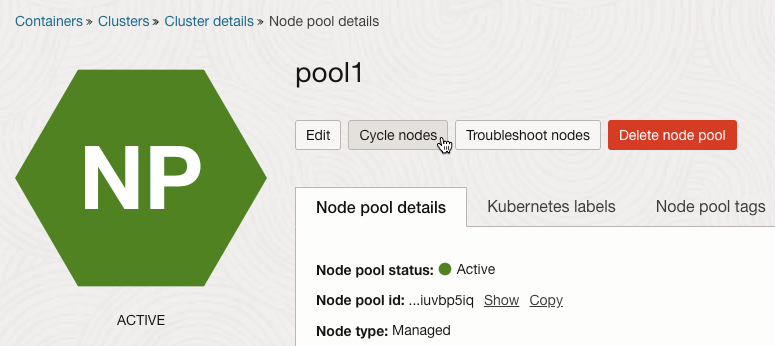 Containers » Clusters » Cluster details » Node pool details
NP
ACTIVE
pool1
Edit Cycle nodes Troubleshoot nodes Delete node pool
Node pool details Kubernetes labels Node pool tags
Node pool status: Active
Node pool id: ...iuvbp5iq Show Copy
Node type: Managed